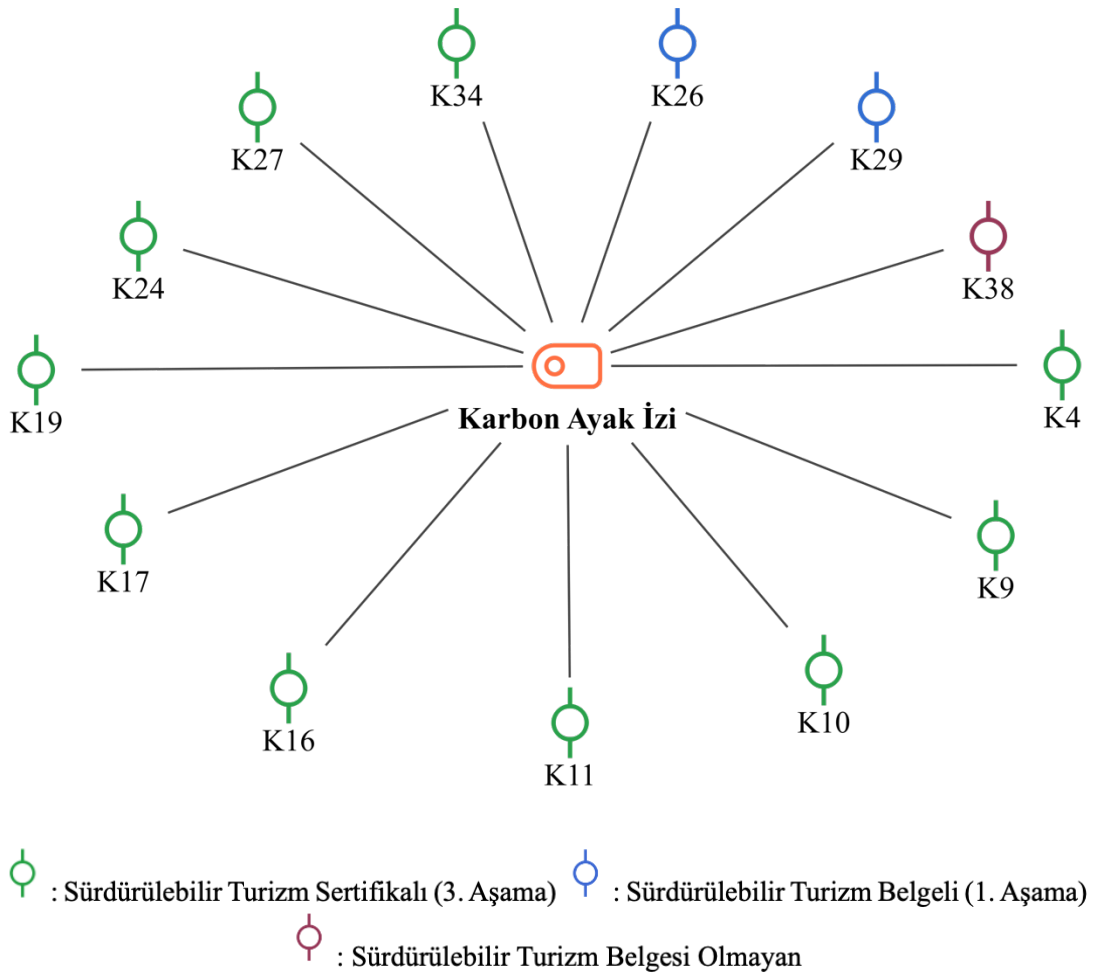 K34
K26
K27
K29
K24
K38
K19
Karbon Ayak İzi
K4
K17
K9
K16
K10
K11
: Sürdürülebilir Turizm Sertifikalı (3. Aşama)
: Sürdürülebilir Turizm Belgeli (1. Aşama)
: Sürdürülebilir Turizm Belgesi Olmayan